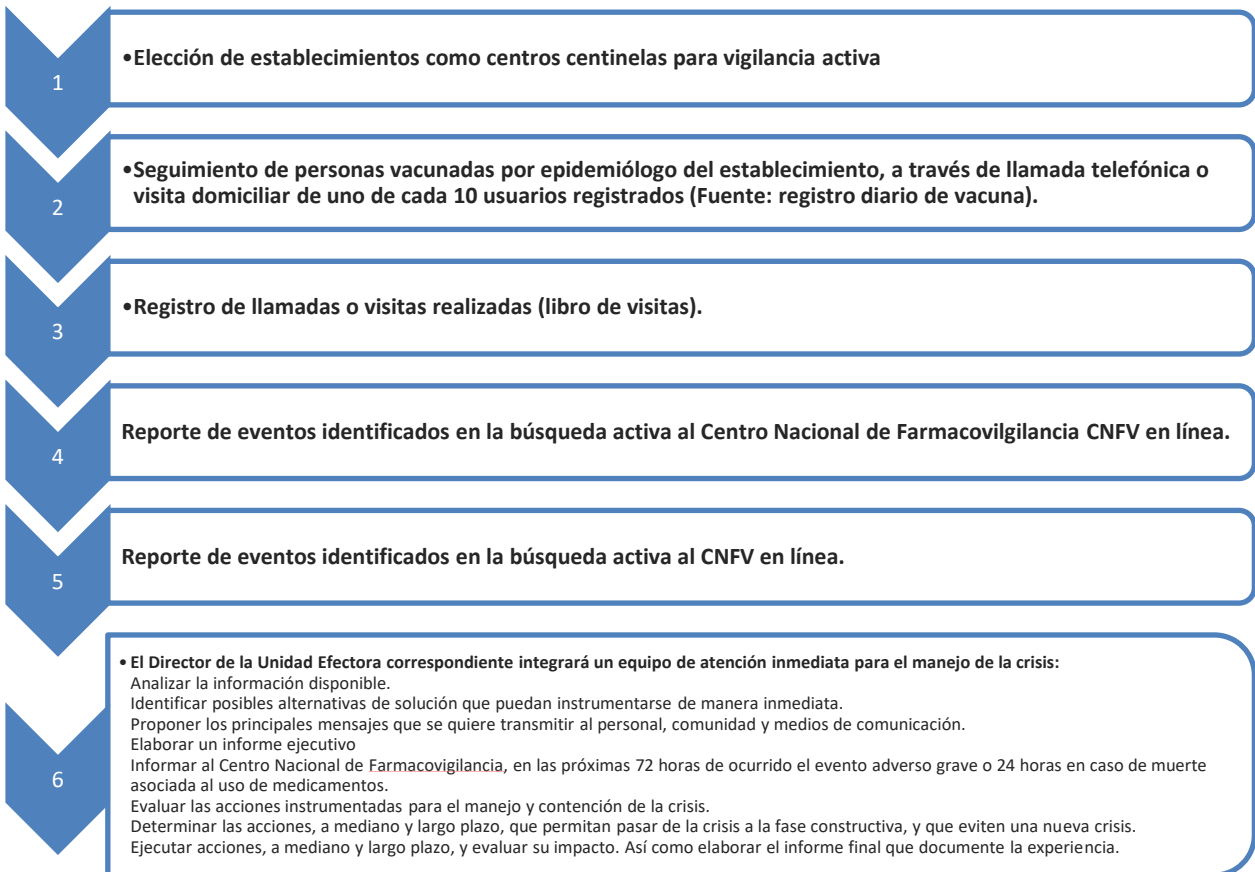 1
•Elección de establecimientos como centros centinelas para vigilancia activa
2
•Seguimiento de personas vacunadas por epidemiólogo del establecimiento, a través de llamada telefónica o
visita domiciliar de uno de cada 10 usuarios registrados (Fuente: registro diario de vacuna).
3
•Registro de llamadas o visitas realizadas (libro de visitas).
4
Reporte de eventos identificados en la búsqueda activa al Centro Nacional de Farmacovilgilancia CNFV en línea.
5
Reporte de eventos identificados en la búsqueda activa al CNFV en línea.
6
• El Director de la Unidad Efectora correspondiente integrará un equipo de atención inmediata para el manejo de la crisis:
Analizar la información disponible.
Identificar posibles alternativas de solución que puedan instrumentarse de manera inmediata.
Proponer los principales mensajes que se quiere transmitir al personal, comunidad y medios de comunicación.
Elaborar un informe ejecutivo
Informar al Centro Nacional de Farmacovigilancia, en las próximas 72 horas de ocurrido el evento adverso grave o 24 horas en caso de muerte
asociada al uso de medicamentos.
Evaluar las acciones instrumentadas para el manejo y contención de la crisis.
Determinar las acciones, a mediano y largo plazo, que permitan pasar de la crisis a la fase constructiva, y que eviten una nueva crisis.
Ejecutar acciones, a mediano y largo plazo, y evaluar su impacto. Así como elaborar el informe final que documente la experiencia.